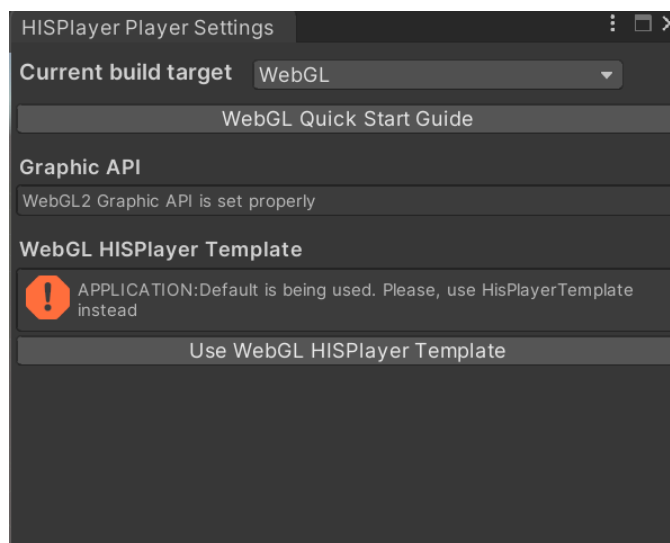 HISPlayer Player Settings
Current build target WebGL
WebGL Quick Start Guide
Graphic API
WebGL2 Graphic API is set properly
WebGL HISPlayer Template
APPLICATION:Default is being used. Please, use HisPlayerTemplate
instead
Use WebGL HISPlayer Template